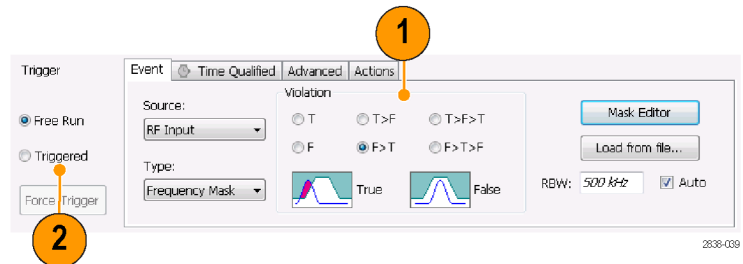 1
Trigger
Event Time Qualified Advanced Actions
Free Run
Triggered
Force Trigger
Source:
RF Input
Type:
Frequency Mask
Violation
T T>F T>F>T
F F>T F>T>F
True False
Mask Editor
Load from file...
RBW: 500 kHz Auto
2
2838-039